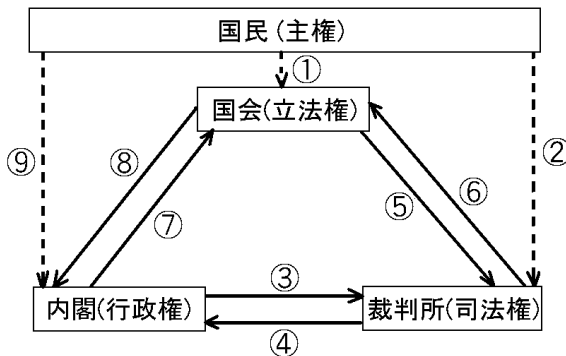 国民(主権)
①
国会(立法権)
②
⑨
⑧
⑥
⑤
⑦
③
内閣(行政権)
裁判所(司法権)
④